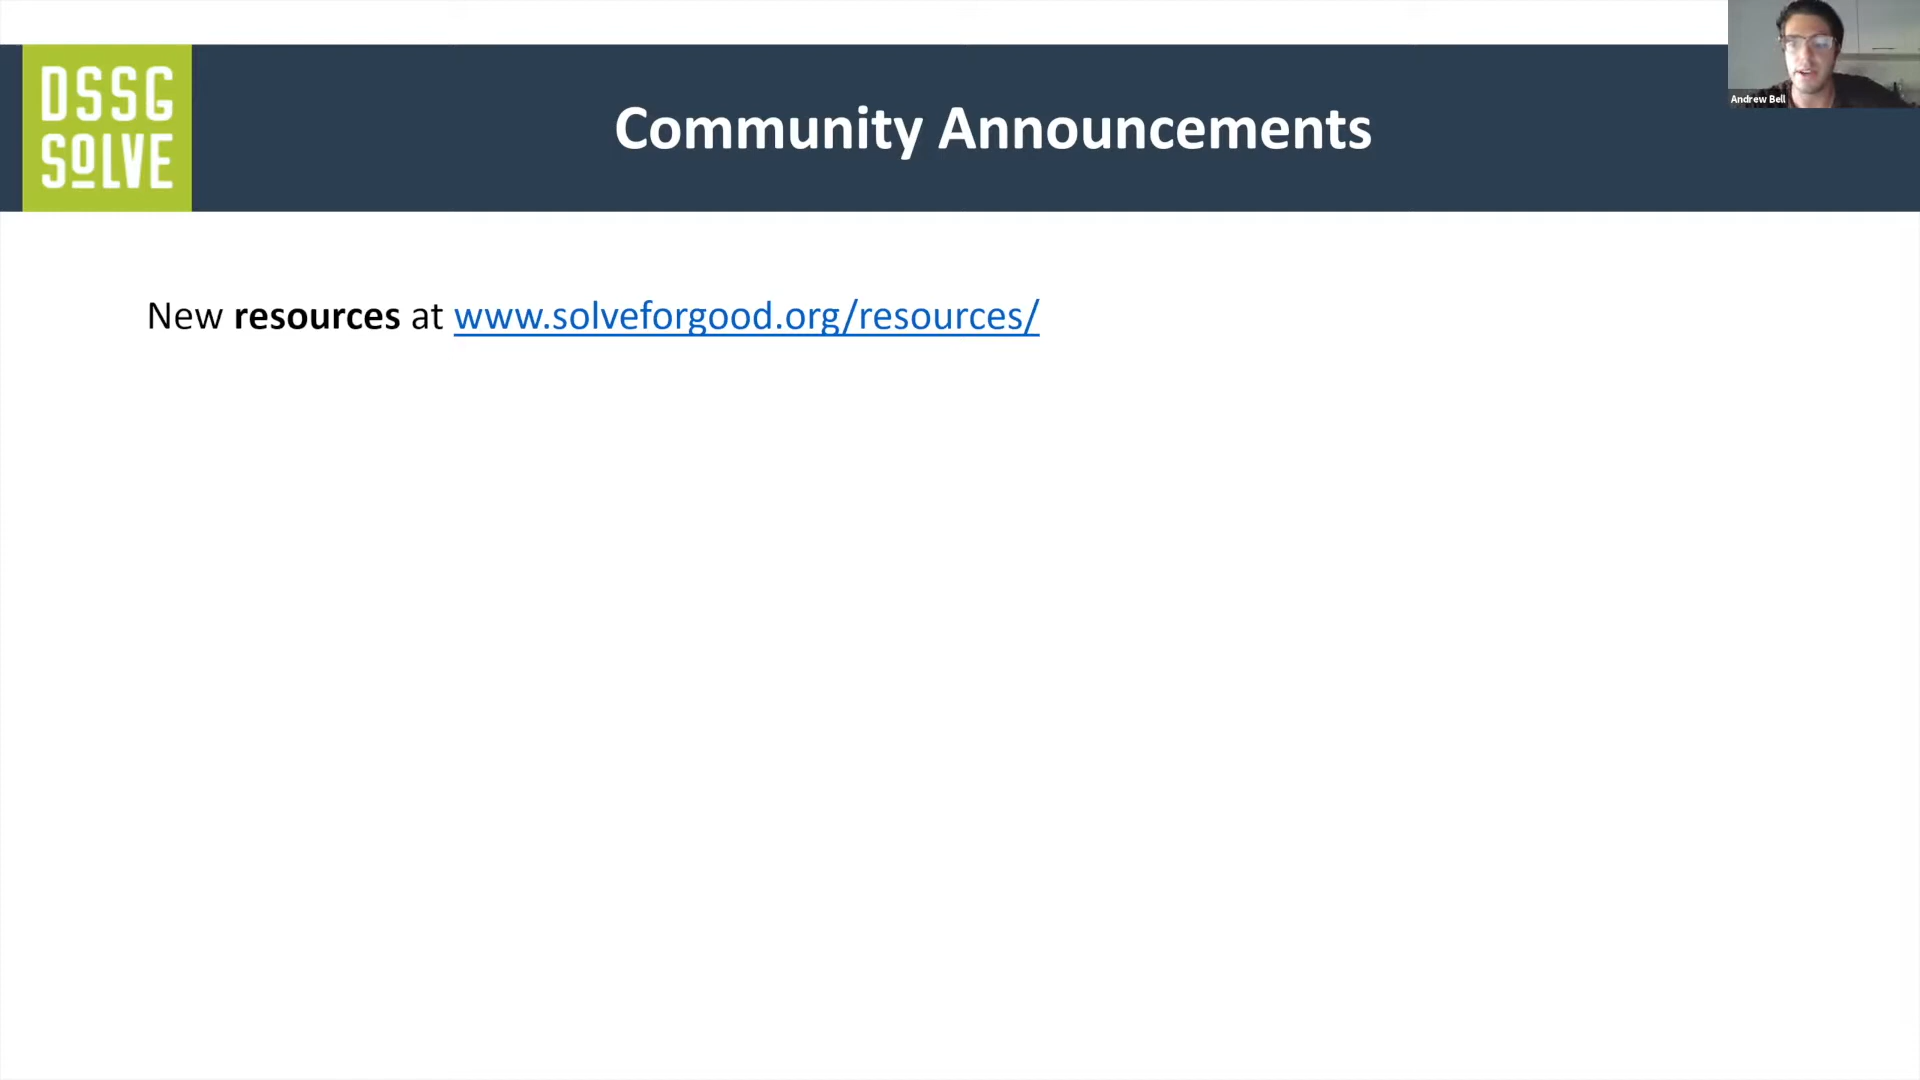 DSSG
SOLVE
Community Announcements
Andrew Bell
New resources at www.solveforgood.org/resources/